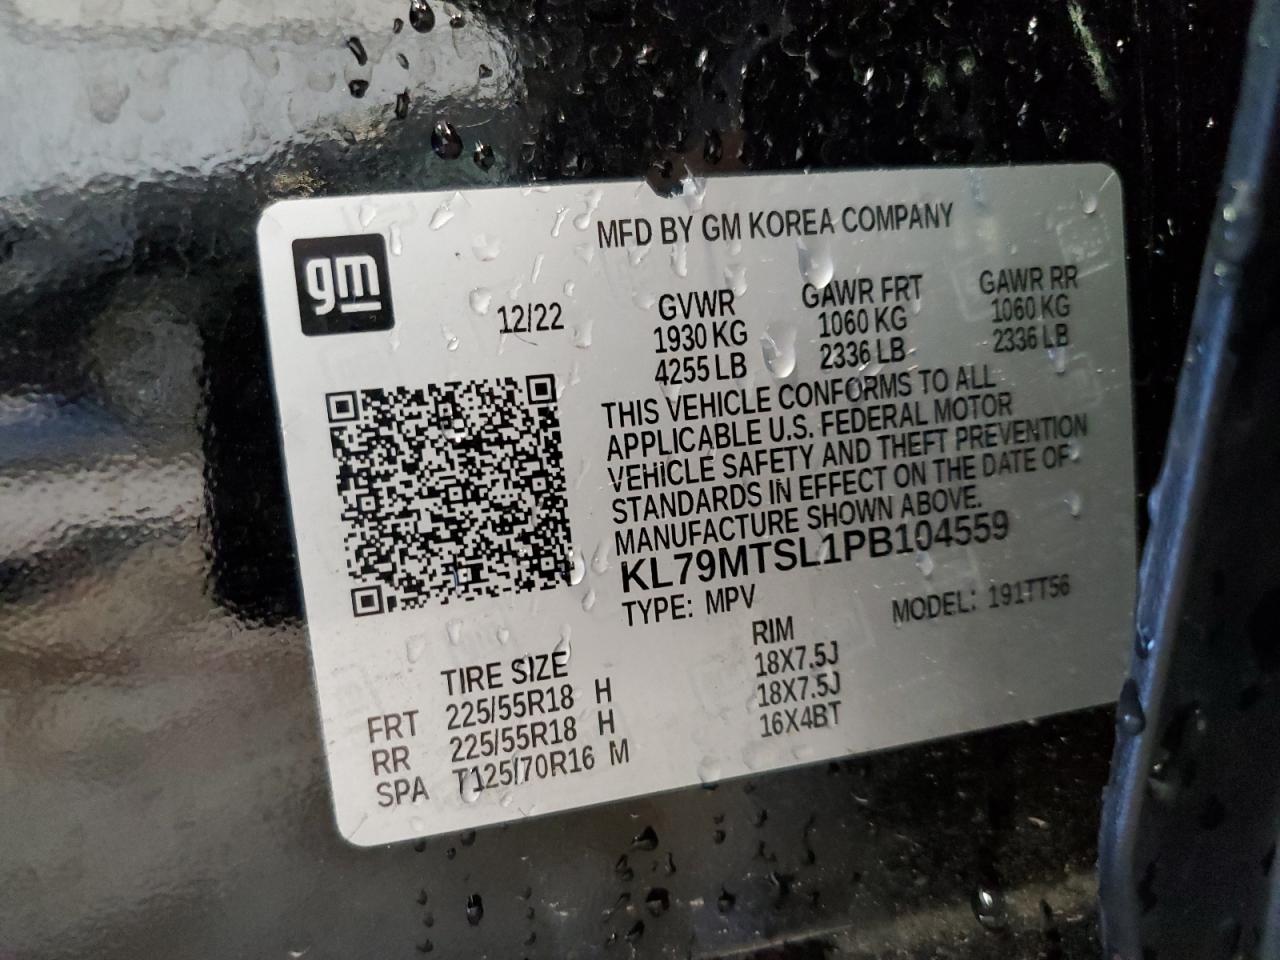 gm
MFD BY GM KOREA COMPANY
12/22
GVWR GAWR FRT GAWR RR
1930 KG 1060 KG 1060 KG
4255 LB 2336 LB 2336 LB
THIS VEHICLE CONFORMS TO ALL
APPLICABLE U.S. FEDERAL MOTOR
VEHICLE SAFETY AND THEFT PREVENTION
STANDARDS IN EFFECT ON THE DATE OF
MANUFACTURE SHOWN ABOVE.
KL79MTSL1PB104559
TYPE: MPV MODEL: 191TT56
TIRE SIZE RIM
FRT 225/55R18 H 18X7.5J
RR 225/55R18 H 18X7.5J
SPA T125/70R16 M 16X4BT